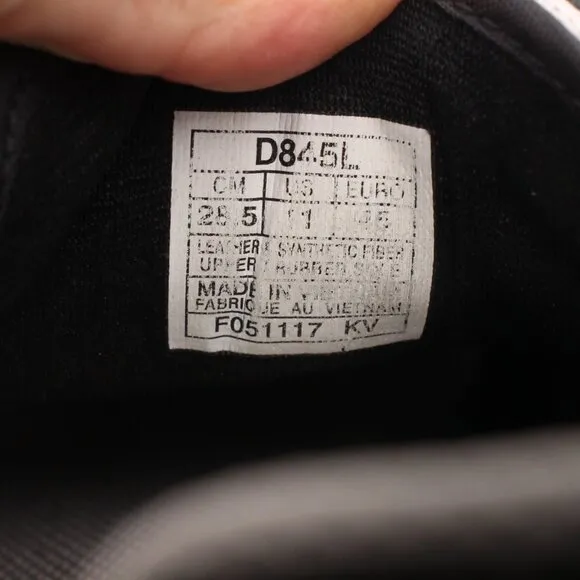 D845L
CM US EURO
28.5 11
LEATHER / SYNTHETIC FIBER
UPPER / RUBBER SOLE
MADE IN VIETNAM
FABRIQUE AU VIETNAM
F051117 KV